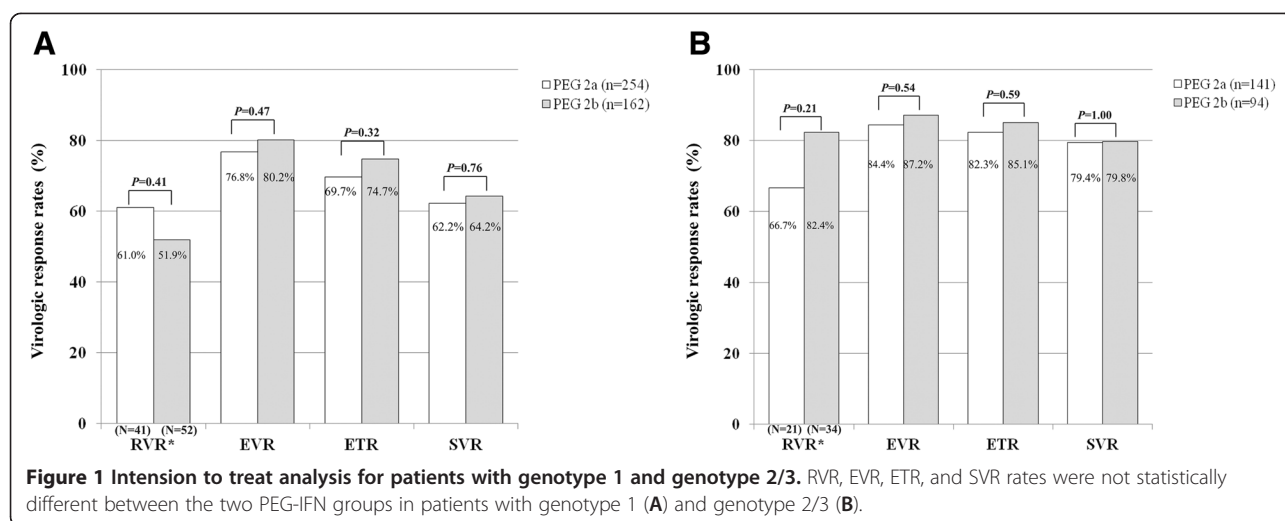 A
100
80
60
40
20
0
Virologic response rates (%)
PEG 2a (n=254)
PEG 2b (n=162)
P=0.41
P=0.47
P=0.32
P=0.76
61.0%
51.9%
76.8%
80.2%
69.7%
74.7%
62.2%
64.2%
(N=41) (N=52)
RVR* EVR ETR SVR
B
100
80
60
40
20
0
Virologic response rates (%)
PEG 2a (n=141)
PEG 2b (n=94)
P=0.21
P=0.54
P=0.59
P=1.00
66.7%
82.4%
84.4%
87.2%
82.3%
85.1%
79.4%
79.8%
(N=21) (N=34)
RVR* EVR ETR SVR
Figure 1 Intension to treat analysis for patients with genotype 1 and genotype 2/3. RVR, EVR, ETR, and SVR rates were not statistically
different between the two PEG-IFN groups in patients with genotype 1 (A) and genotype 2/3 (B).